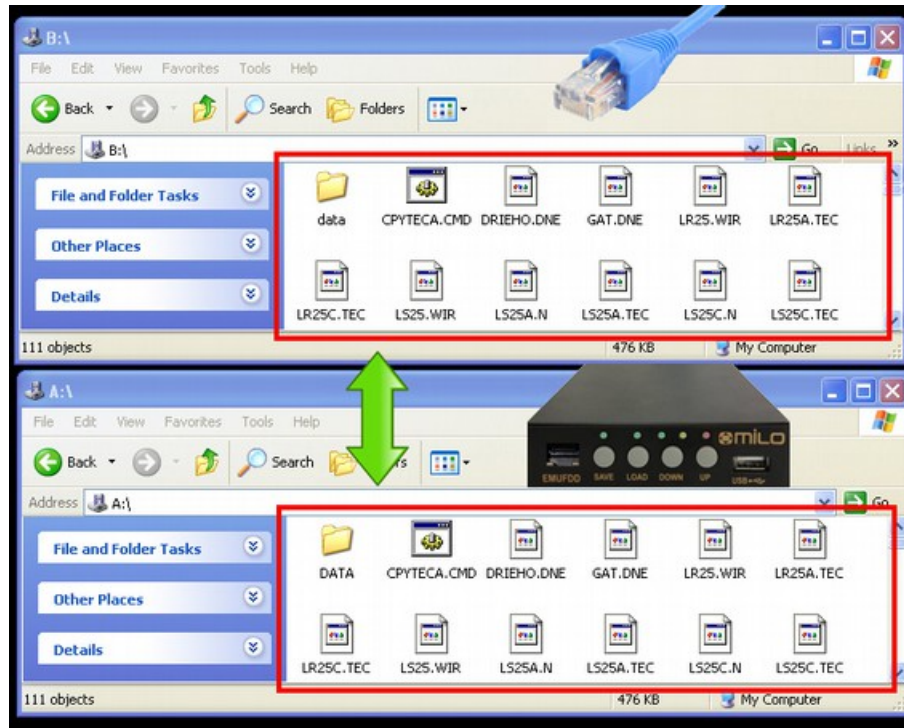 B:\
File Edit View Favorites Tools Help
Back Search Folders
Address B:\ Go Links »
File and Folder Tasks
Other Places
Details
data CPYTECA.CMD DRIEHO.DNE GAT.DNE LR25.WIR LR25A.TEC
LR25C.TEC LS25.WIR LS25A.N LS25A.TEC LS25C.N LS25C.TEC
111 objects 476 KB My Computer
A:\
File Edit View Favorites Tools Help
Back Search
Address A:\ Go
miLO
EMUFDD SAVE LOAD DOWN UP USB
File and Folder Tasks
Other Places
Details
DATA CPYTECA.CMD DRIEHO.DNE GAT.DNE LR25.WIR LR25A.TEC
LR25C.TEC LS25.WIR LS25A.N LS25A.TEC LS25C.N LS25C.TEC
111 objects 476 KB My Computer